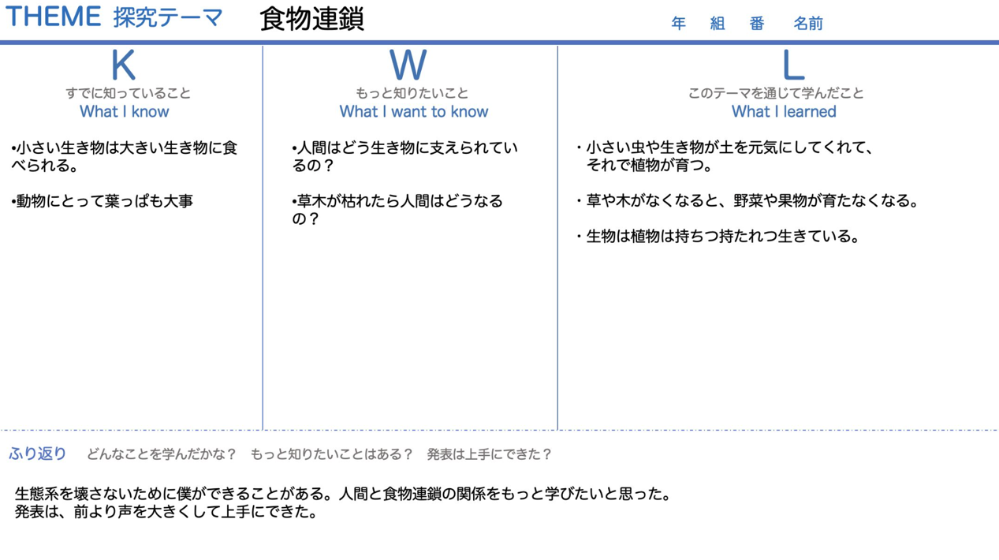 THEME 探究テーマ 食物連鎖 年 組 番 名前
K
すでに知っていること
What I know
•小さい生き物は大きい生き物に食
べられる。
•動物にとって葉っぱも大事
W
もっと知りたいこと
What I want to know
•人間はどう生き物に支えられてい
るの？
•草木が枯れたら人間はどうなる
の？
L
このテーマを通じて学んだこと
What I learned
・小さい虫や生き物が土を元気にしてくれて、
それで植物が育つ。
・草や木がなくなると、野菜や果物が育たなくなる。
・生物は植物は持ちつ持たれつ生きている。
ふり返り どんなことを学んだかな？ もっと知りたいことはある？ 発表は上手にできた？
生態系を壊さないために僕ができることがある。人間と食物連鎖の関係をもっと学びたいと思った。
発表は、前より声を大きくして上手にできた。